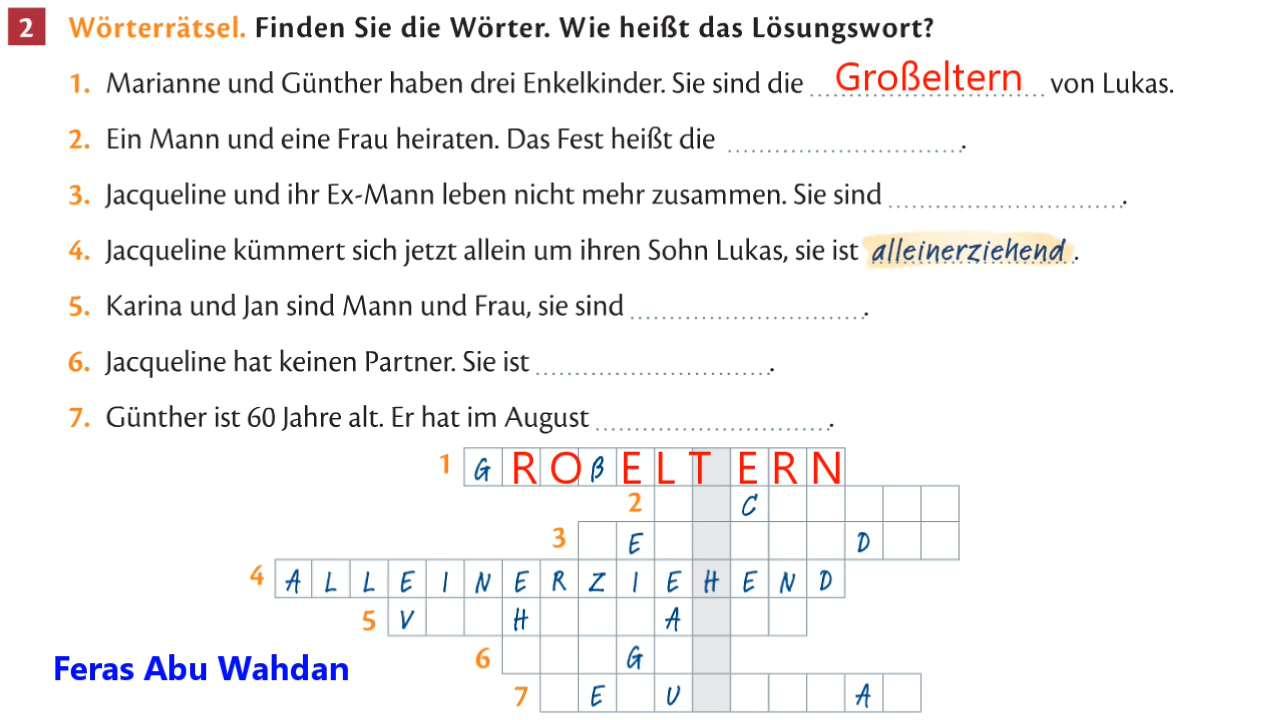 2 Wörterrätsel. Finden Sie die Wörter. Wie heißt das Lösungswort?
1. Marianne und Günther haben drei Enkelkinder. Sie sind die Großeltern von Lukas.
2. Ein Mann und eine Frau heiraten. Das Fest heißt die ..........................
3. Jacqueline und ihr Ex-Mann leben nicht mehr zusammen. Sie sind ..........................
4. Jacqueline kümmert sich jetzt allein um ihren Sohn Lukas, sie ist alleinerziehend.
5. Karina und Jan sind Mann und Frau, sie sind ..........................
6. Jacqueline hat keinen Partner. Sie ist ..........................
7. Günther ist 60 Jahre alt. Er hat im August ..........................
1 G R O ß E L T E R N
2 C
3 E D
4 A L L E I N E R Z I E H E N D
5 V H A
6 G
Feras Abu Wahdan
7 E U A